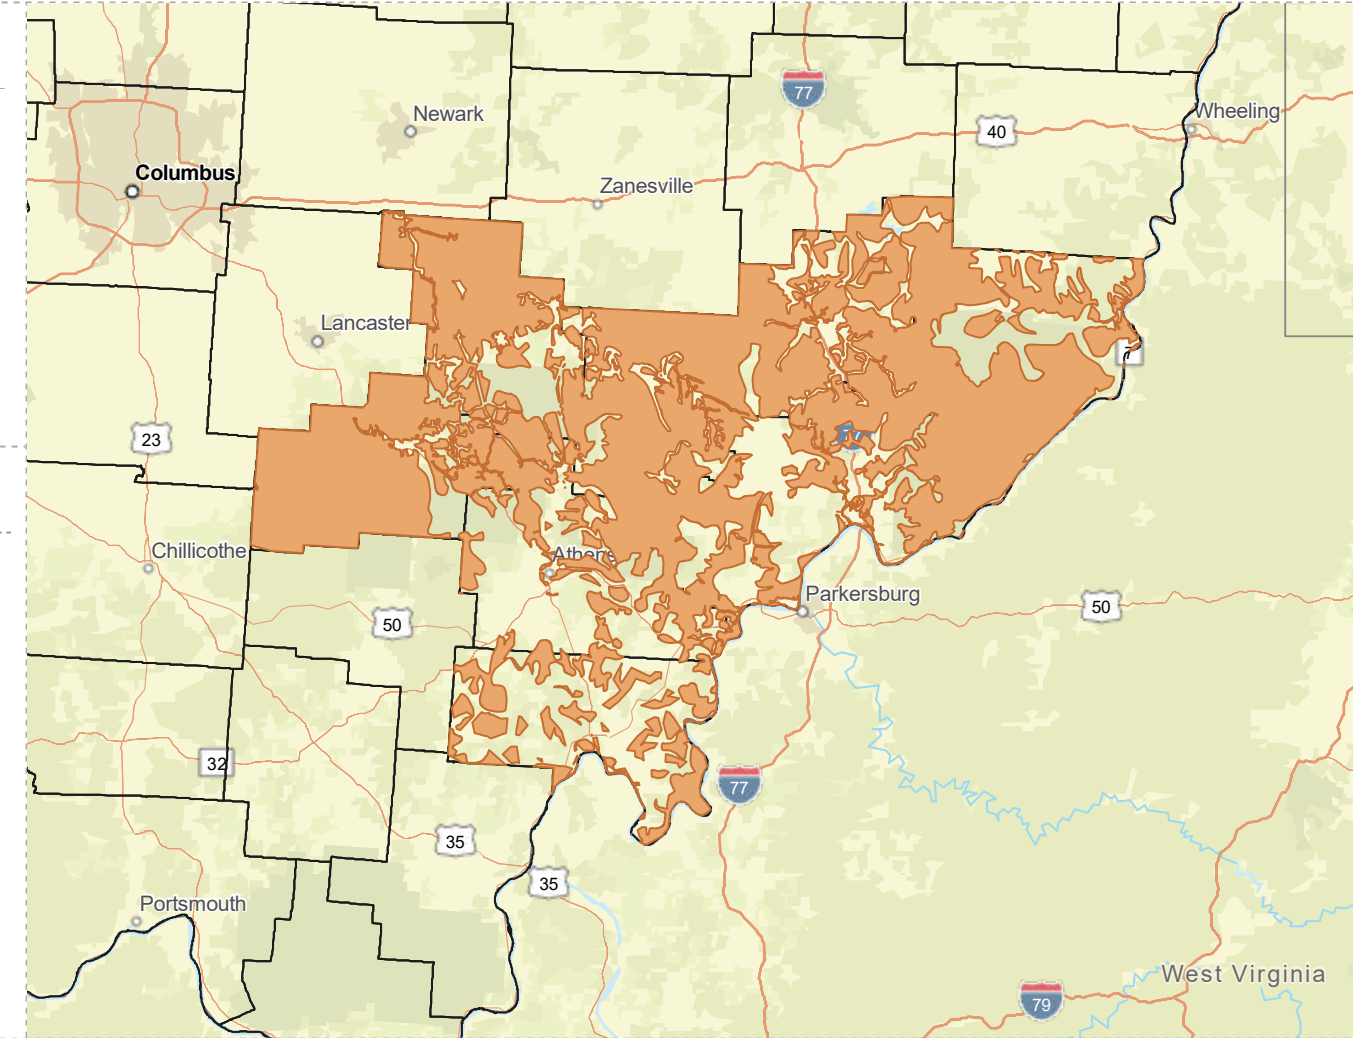 77
Newark
40
Wheeling
Columbus
Zanesville
Lancaster
7
23
Chillicothe
Athens
Parkersburg
50
50
32
77
35
35
Portsmouth
West Virginia
79